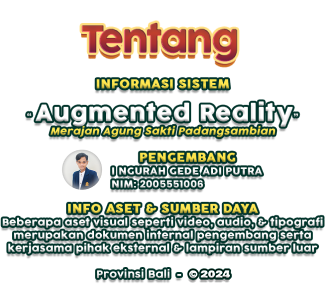 Tentang
INFORMASI SISTEM
"Augmented Reality"
Merajan Agung Sakti Padangsambian
PENGEMBANG
I NGURAH GEDE ADI PUTRA
NIM: 2005551006
INFO ASET & SUMBER DAYA
Beberapa aset visual seperti video, audio, & tipografi
merupakan dokumen internal pengembang serta
kerjasama pihak eksternal & lampiran sumber luar
Provinsi Bali - © 2024